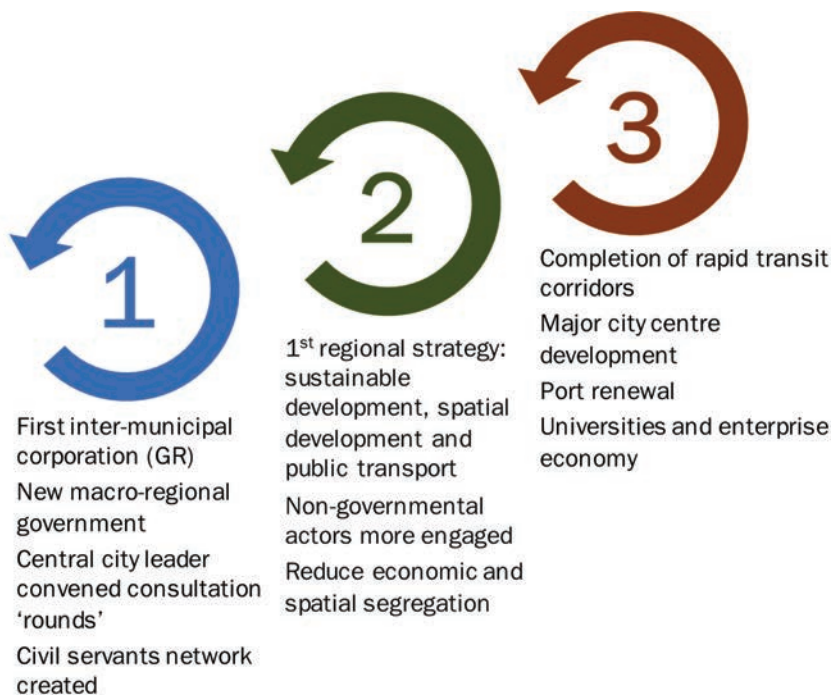 1
First inter-municipal
corporation (GR)
New macro-regional
government
Central city leader
convened consultation
‘rounds’
Civil servants network
created
2
1st regional strategy:
sustainable
development, spatial
development and
public transport
Non-governmental
actors more engaged
Reduce economic and
spatial segregation
3
Completion of rapid transit
corridors
Major city centre
development
Port renewal
Universities and enterprise
economy